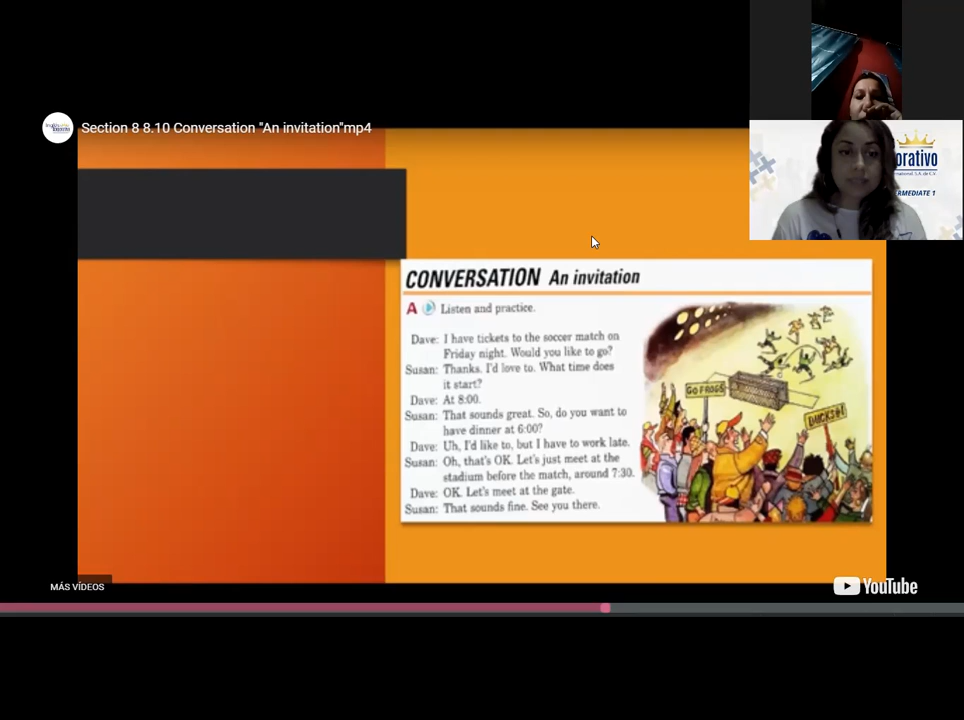 Section 8 8.10 Conversation "An invitation"mp4
orativo
ernational, S.A. de C.V.
RMEDIATE 1
CONVERSATION An invitation
A Listen and practice.
Dave: I have tickets to the soccer match on
Friday night. Would you like to go?
Susan: Thanks. I'd love to. What time does
it start?
Dave: At 8:00.
Susan: That sounds great. So, do you want to
have dinner at 6:00?
Dave: Uh, I'd like to, but I have to work late.
Susan: Oh, that's OK. Let's just meet at the
stadium before the match, around 7:30.
Dave: OK. Let's meet at the gate.
Susan: That sounds fine. See you there.
GO FROGS
DUCKS #1
MÁS VÍDEOS
YouTube